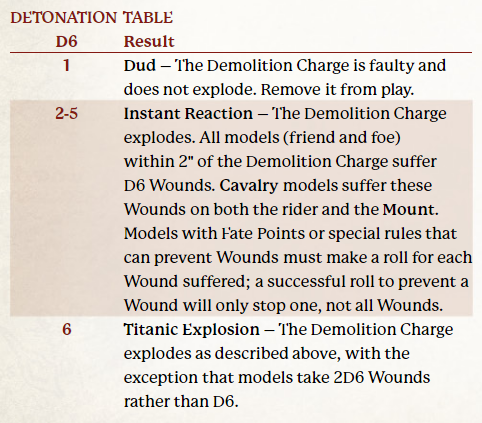 DETONATION TABLE
D6 Result
1 Dud – The Demolition Charge is faulty and
does not explode. Remove it from play.
2-5 Instant Reaction – The Demolition Charge
explodes. All models (friend and foe)
within 2" of the Demolition Charge suffer
D6 Wounds. Cavalry models suffer these
Wounds on both the rider and the Mount.
Models with Fate Points or special rules that
can prevent Wounds must make a roll for each
Wound suffered; a successful roll to prevent a
Wound will only stop one, not all Wounds.
6 Titanic Explosion – The Demolition Charge
explodes as described above, with the
exception that models take 2D6 Wounds
rather than D6.